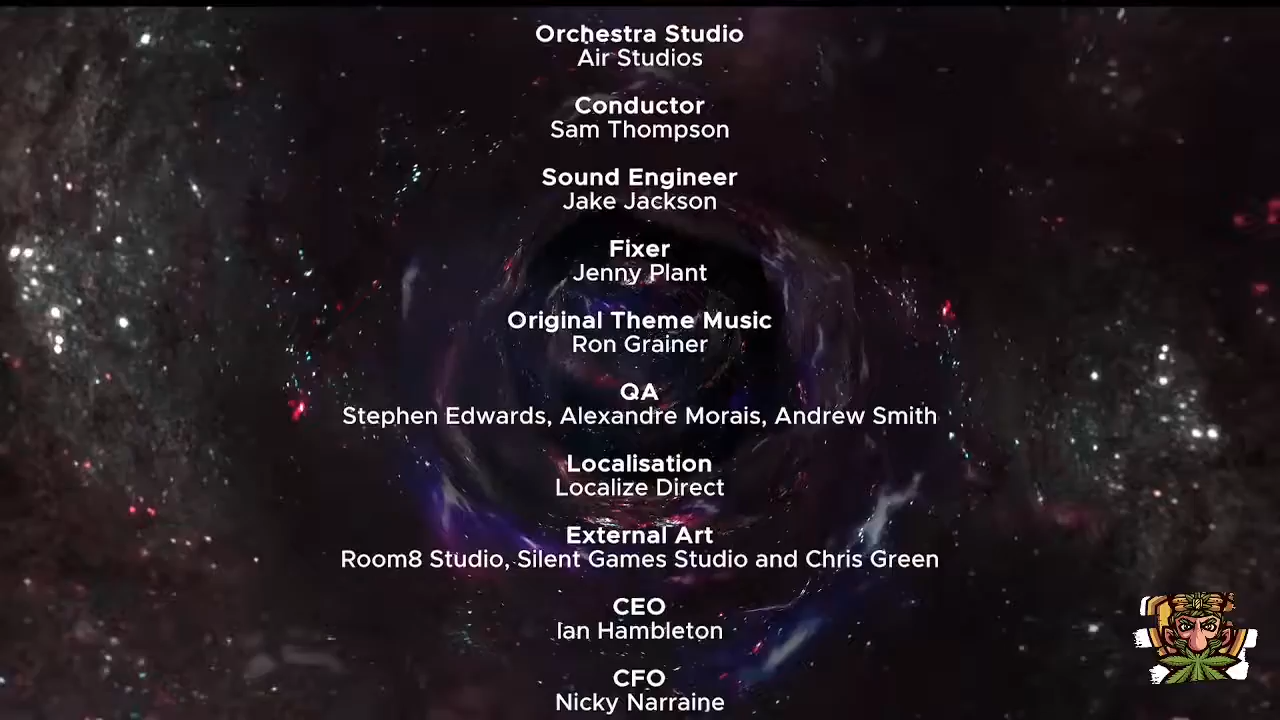 Orchestra Studio
Air Studios
Conductor
Sam Thompson
Sound Engineer
Jake Jackson
Fixer
Jenny Plant
Original Theme Music
Ron Grainer
QA
Stephen Edwards, Alexandre Morais, Andrew Smith
Localisation
Localize Direct
External Art
Room8 Studio, Silent Games Studio and Chris Green
CEO
Ian Hambleton
CFO
Nicky Narraine